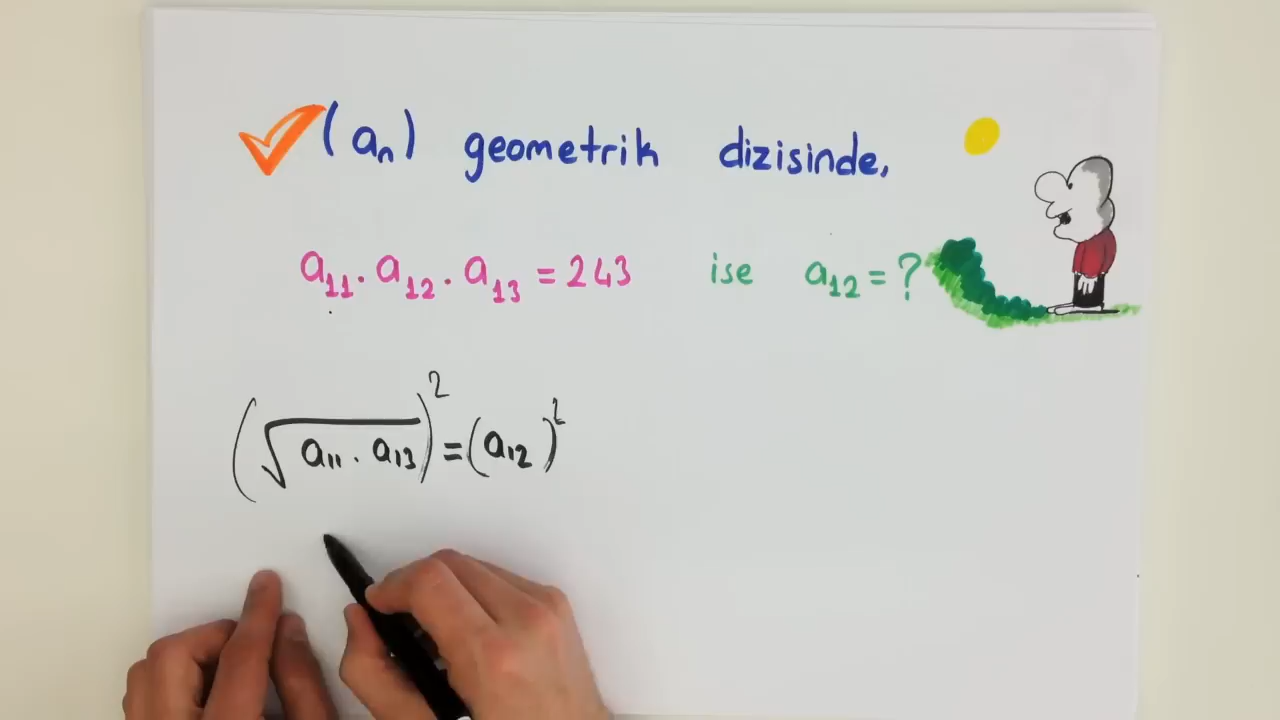 (aₙ) geometrik dizisinde,
a₁₁ . a₁₂ . a₁₃ = 243 ise a₁₂ = ?
(√(a₁₁ . a₁₃))² = (a₁₂)²